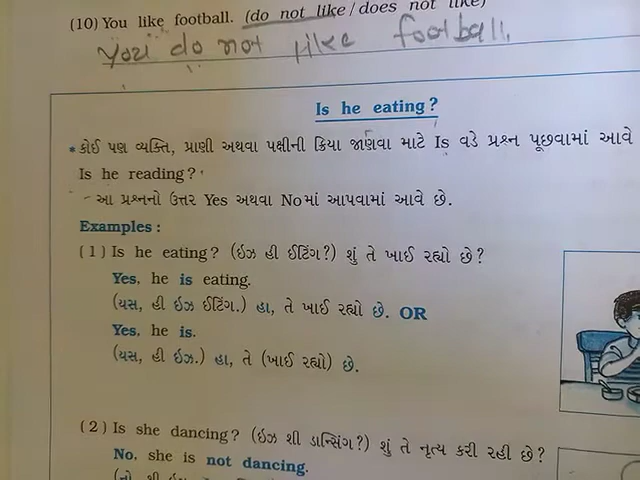 (10) You like football. (do not like / does not like)
You do not like football.
Is he eating?
* કોઈ પણ વ્યક્તિ, પ્રાણી અથવા પક્ષીની ક્રિયા જાણવા માટે Is વડે પ્રશ્ન પૂછવામાં આવે
Is he reading?
- આ પ્રશ્નનો ઉત્તર Yes અથવા No માં આપવામાં આવે છે.
Examples :
(1) Is he eating? (ઇઝ હી ઈટિંગ?) શું તે ખાઈ રહ્યો છે?
Yes, he is eating.
(યસ, હી ઇઝ ઈટિંગ.) હા, તે ખાઈ રહ્યો છે. OR
Yes, he is.
(યસ, હી ઇઝ.) હા, તે (ખાઈ રહ્યો) છે.
(2) Is she dancing? (ઇઝ શી ડાન્સિંગ?) શું તે નૃત્ય કરી રહી છે?
No, she is not dancing.